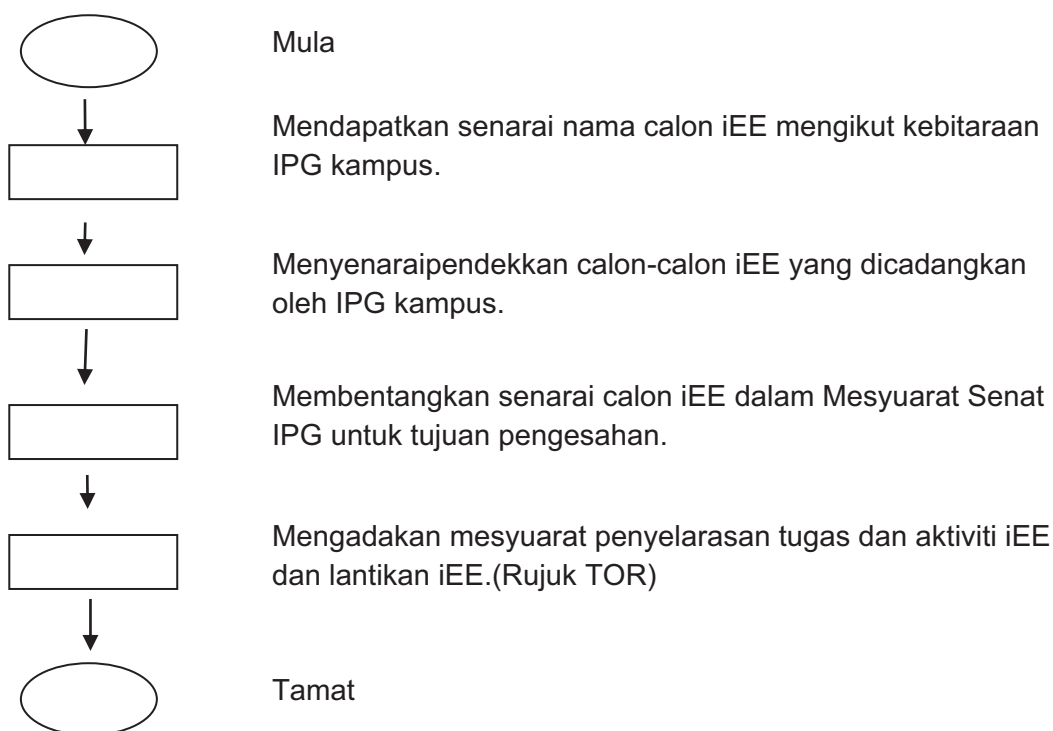 Mula
Mendapatkan senarai nama calon iEE mengikut kebitaraan
IPG kampus.
Menyenaraipendekkan calon-calon iEE yang dicadangkan
oleh IPG kampus.
Membentangkan senarai calon iEE dalam Mesyuarat Senat
IPG untuk tujuan pengesahan.
Mengadakan mesyuarat penyelarasan tugas dan aktiviti iEE
dan lantikan iEE.(Rujuk TOR)
Tamat